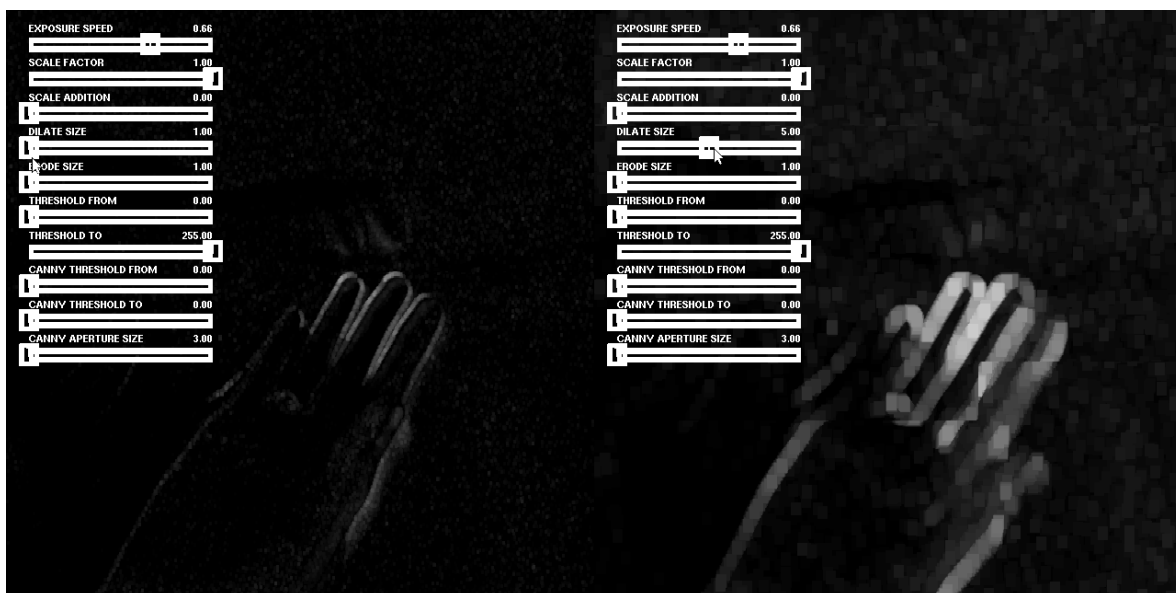 EXPOSURE SPEED 0.66
SCALE FACTOR 1.00
SCALE ADDITION 0.00
DILATE SIZE 1.00
ERODE SIZE 1.00
THRESHOLD FROM 0.00
THRESHOLD TO 255.00
CANNY THRESHOLD FROM 0.00
CANNY THRESHOLD TO 0.00
CANNY APERTURE SIZE 3.00
EXPOSURE SPEED 0.66
SCALE FACTOR 1.00
SCALE ADDITION 0.00
DILATE SIZE 5.00
ERODE SIZE 1.00
THRESHOLD FROM 0.00
THRESHOLD TO 255.00
CANNY THRESHOLD FROM 0.00
CANNY THRESHOLD TO 0.00
CANNY APERTURE SIZE 3.00